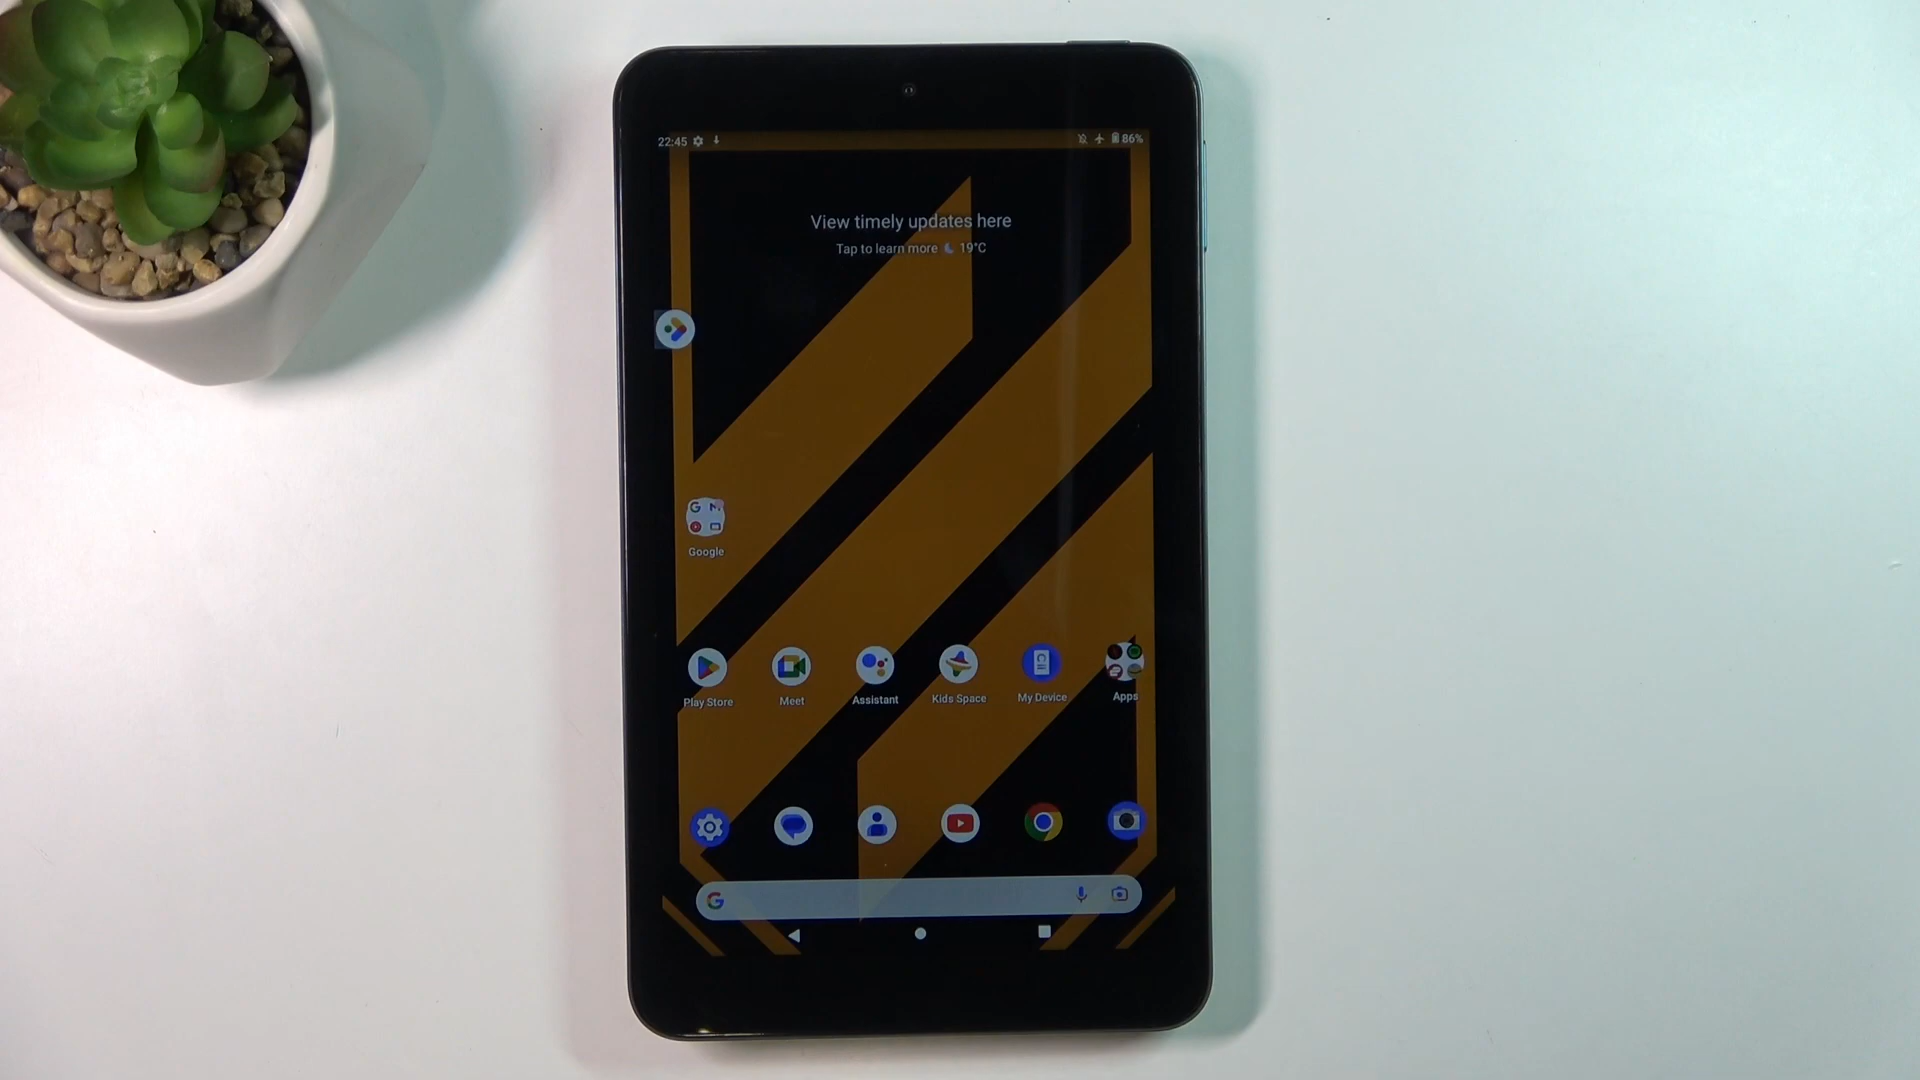 22:45
86%
View timely updates here
Tap to learn more 19°C
Google
Play Store
Meet
Assistant
Kids Space
My Device
Apps